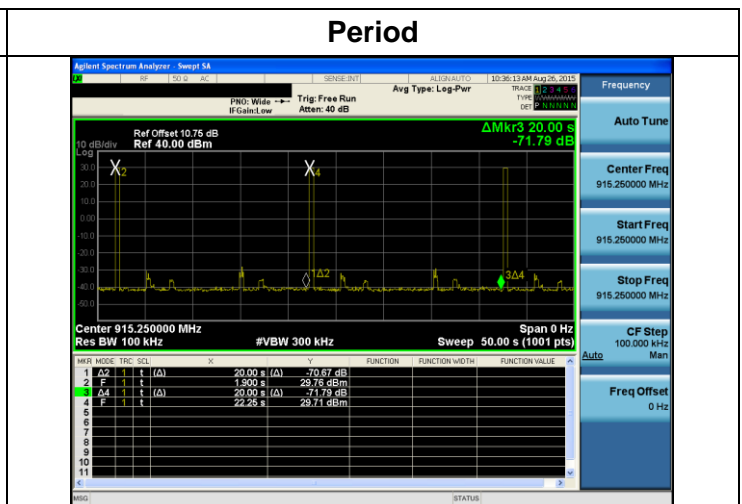 Period
Agilent Spectrum Analyzer - Swept SA
RF 50 Ω AC SENSE:INT ALIGNAUTO 10:36:13 AM Aug 26, 2015
Frequency
Avg Type: Log-Pwr TRACE 1 2 3 4 5 6
PNO: Wide Trig: Free Run TYPE
IFGain:Low Atten: 40 dB DET P N N N N N
Auto Tune
Ref Offset 10.75 dB ΔMkr3 20.00 s
10 dB/div Ref 40.00 dBm -71.79 dB
Log
30.0
20.0
10.0
0.00
-10.0
-20.0
-30.0
-40.0
-50.0
X2 X4
1Δ2 3Δ4
Center Freq
915.250000 MHz
Start Freq
915.250000 MHz
Stop Freq
915.250000 MHz
Center 915.250000 MHz Span 0 Hz
Res BW 100 kHz #VBW 300 kHz Sweep 50.00 s (1001 pts)
CF Step
100.000 kHz
Auto Man
MKR MODE TRC SCL X Y FUNCTION FUNCTION WIDTH FUNCTION VALUE
1 Δ2 1 t (Δ) 20.00 s (Δ) -70.67 dB
2 F 1 t 1.900 s 29.76 dBm
3 Δ4 1 t (Δ) 20.00 s (Δ) -71.79 dB
4 F 1 t 22.25 s 29.71 dBm
5
6
7
8
9
10
11
Freq Offset
0 Hz
MSG STATUS